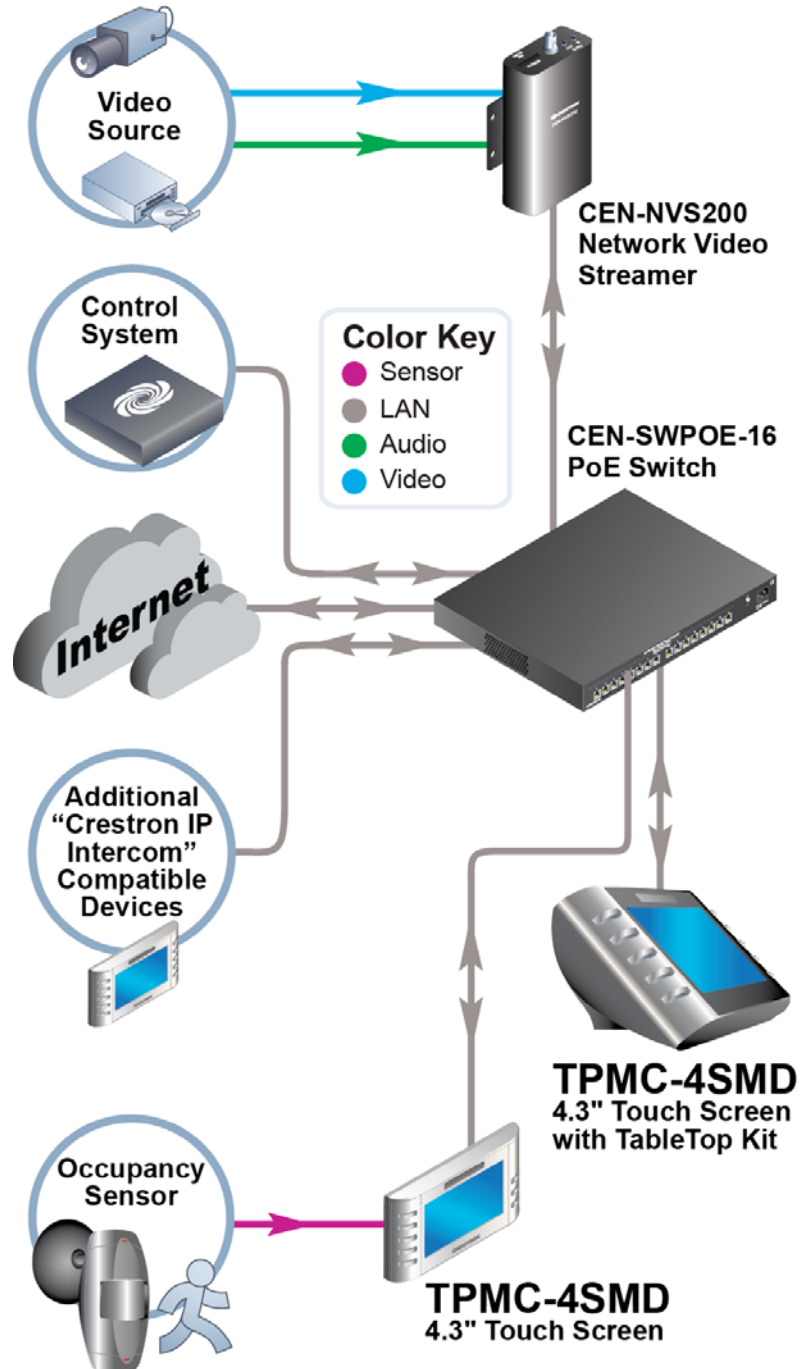 Video
Source
CEN-NVS200
Network Video
Streamer
Control
System
Color Key
Sensor
LAN
Audio
Video
CEN-SWPOE-16
PoE Switch
Internet
Additional
“Crestron IP
Intercom”
Compatible
Devices
TPMC-4SMD
4.3" Touch Screen
with TableTop Kit
Occupancy
Sensor
TPMC-4SMD
4.3" Touch Screen